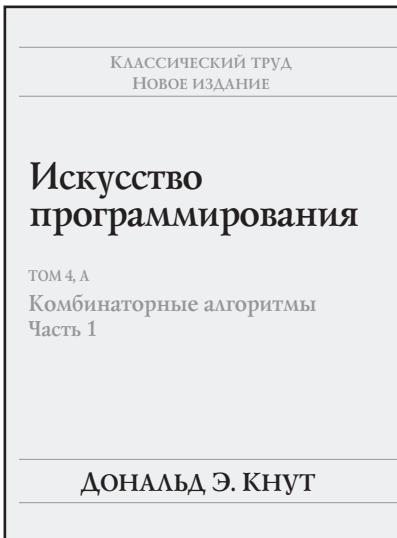 Классический труд
Новое издание
Искусство
программирования
ТОМ 4, А
Комбинаторные алгоритмы
Часть 1
Дональд Э. Кнут